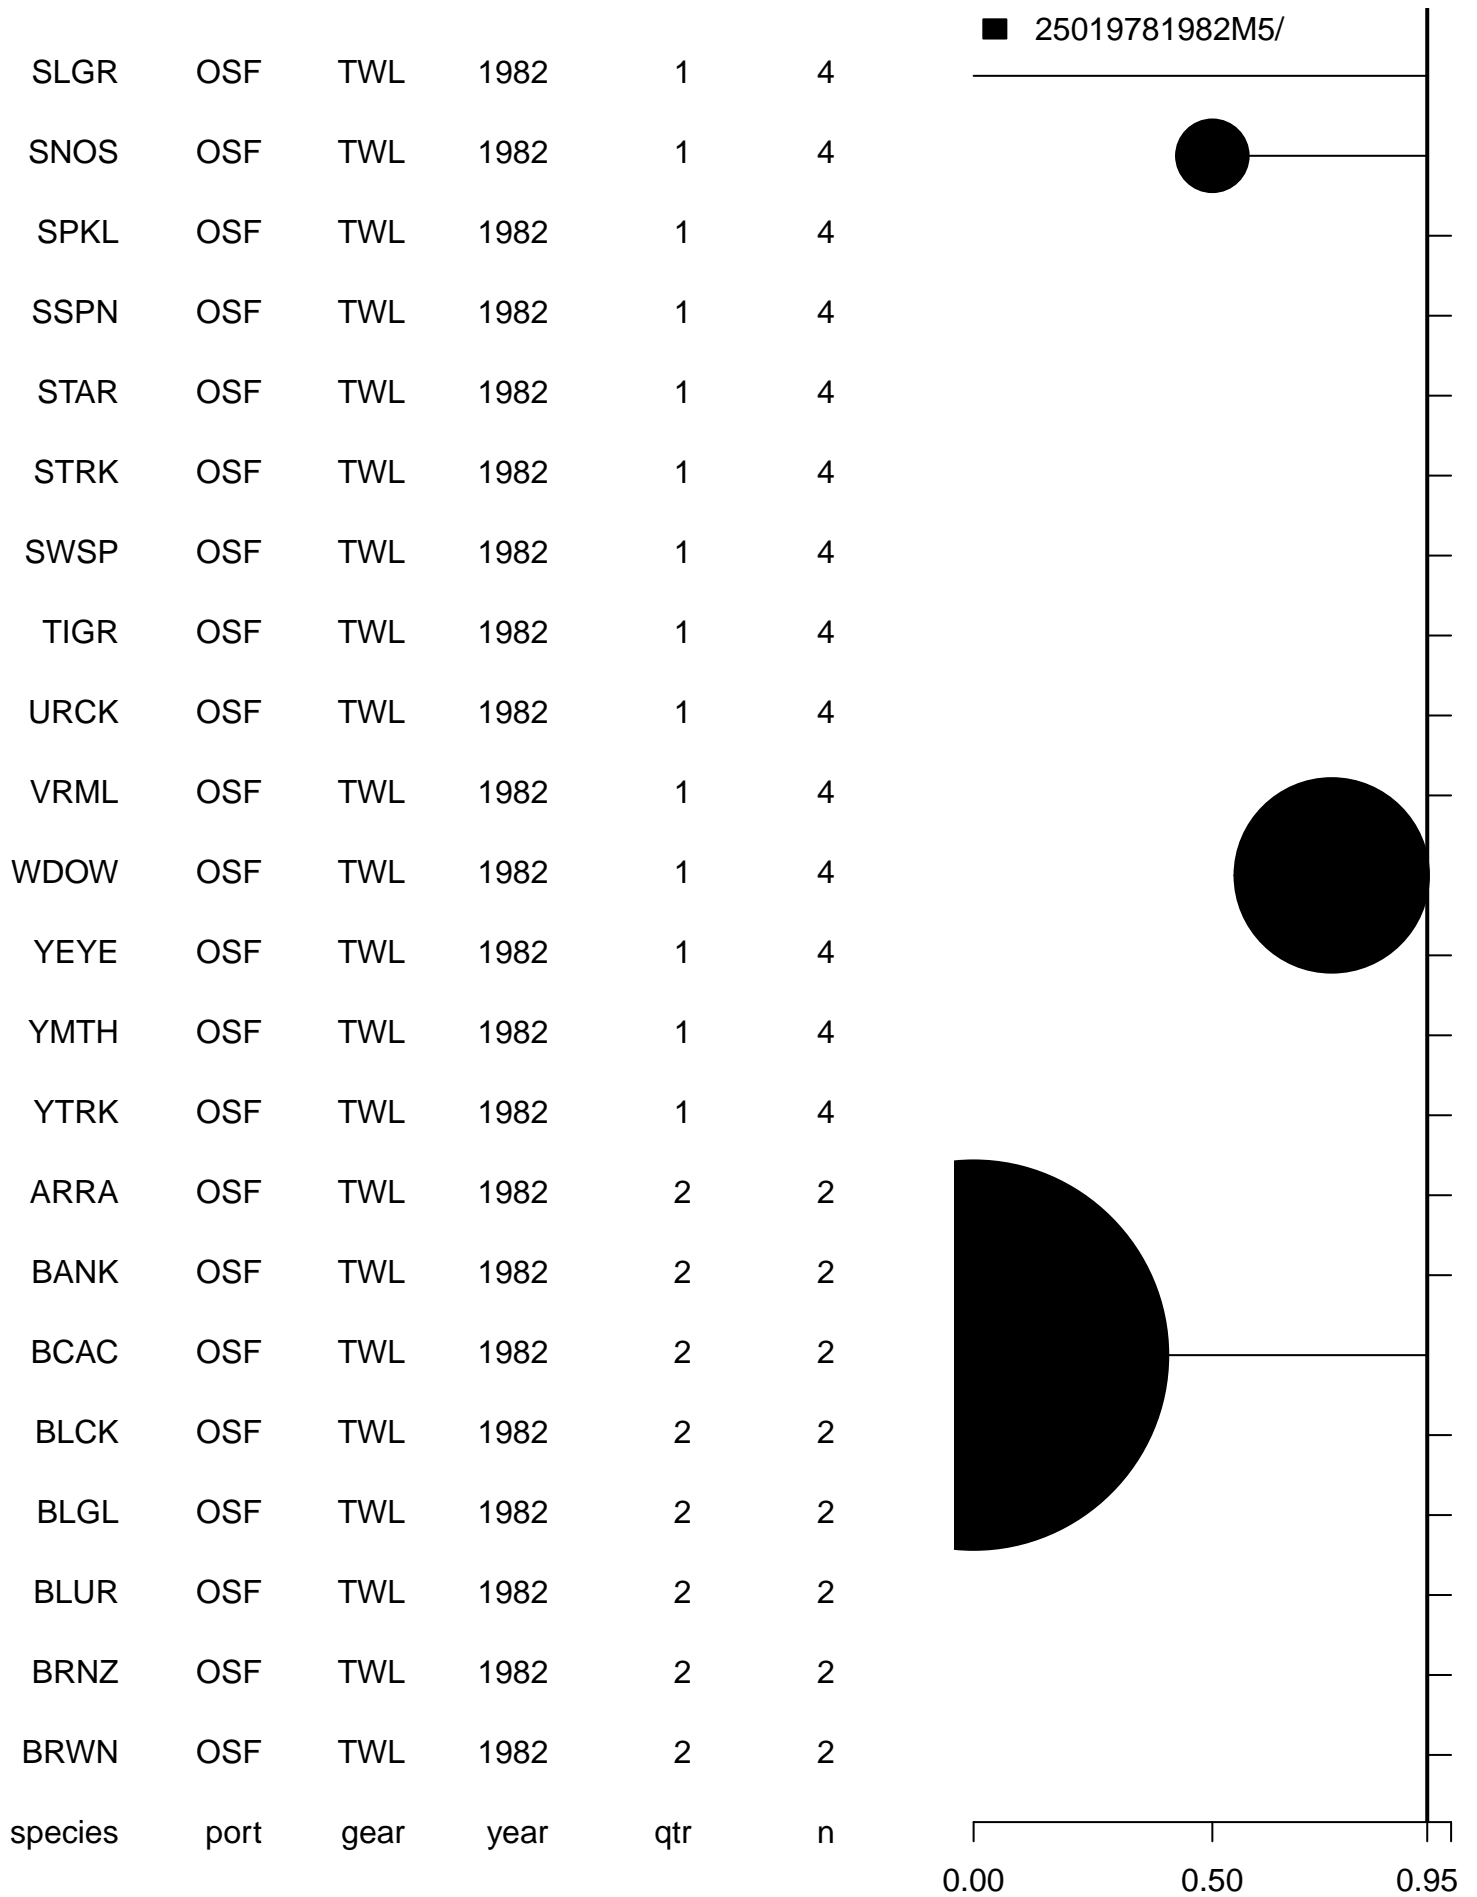 25019781982M5/
SLGR OSF TWL 1982 1 4
SNOS OSF TWL 1982 1 4
SPKL OSF TWL 1982 1 4
SSPN OSF TWL 1982 1 4
STAR OSF TWL 1982 1 4
STRK OSF TWL 1982 1 4
SWSP OSF TWL 1982 1 4
TIGR OSF TWL 1982 1 4
URCK OSF TWL 1982 1 4
VRML OSF TWL 1982 1 4
WDOW OSF TWL 1982 1 4
YEYE OSF TWL 1982 1 4
YMTH OSF TWL 1982 1 4
YTRK OSF TWL 1982 1 4
ARRA OSF TWL 1982 2 2
BANK OSF TWL 1982 2 2
BCAC OSF TWL 1982 2 2
BLCK OSF TWL 1982 2 2
BLGL OSF TWL 1982 2 2
BLUR OSF TWL 1982 2 2
BRNZ OSF TWL 1982 2 2
BRWN OSF TWL 1982 2 2
species port gear year qtr n
0.00 0.50 0.95